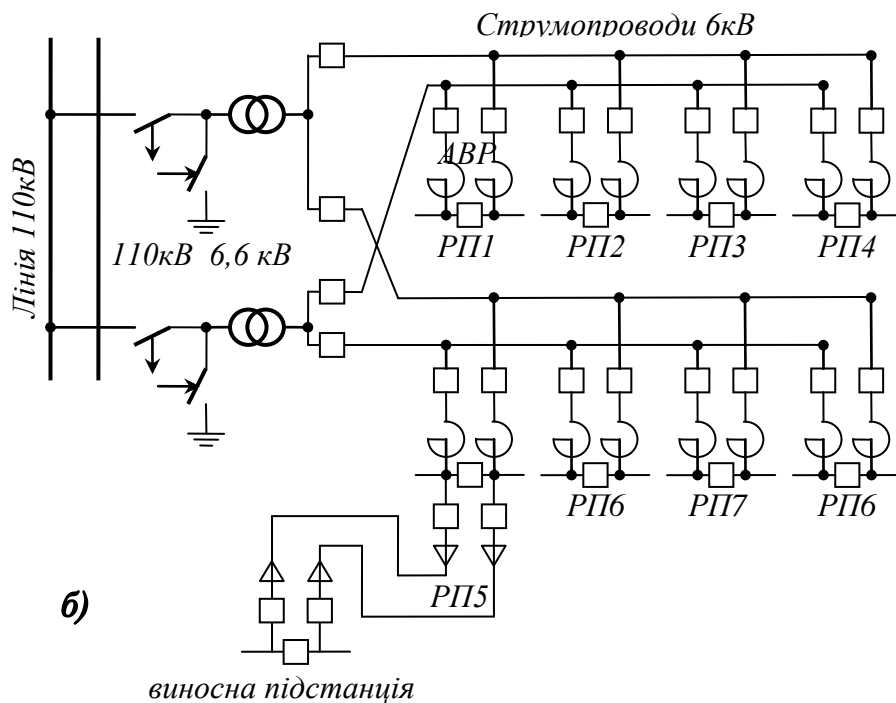 Струмопроводи 6кВ
Лінія 110кВ
АВР
РП1 РП2 РП3 РП4
110кВ 6,6 кВ
РП6 РП7 РП6
РП5
б)
виносна підстанція